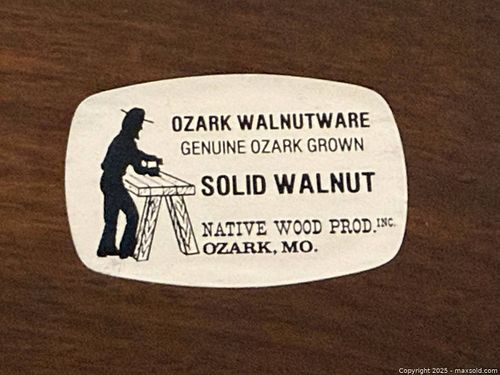 OZARK WALNUTWARE
GENUINE OZARK GROWN
SOLID WALNUT
NATIVE WOOD PROD. INC.
OZARK, MO.
Copyright 2025 - maxsold.com